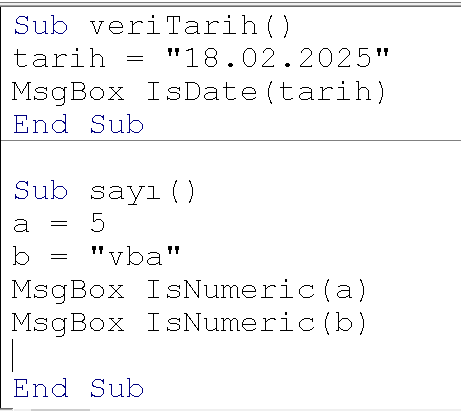 Sub veriTarih()
tarih = "18.02.2025"
MsgBox IsDate(tarih)
End Sub
Sub sayı()
a = 5
b = "vba"
MsgBox IsNumeric(a)
MsgBox IsNumeric(b)
End Sub